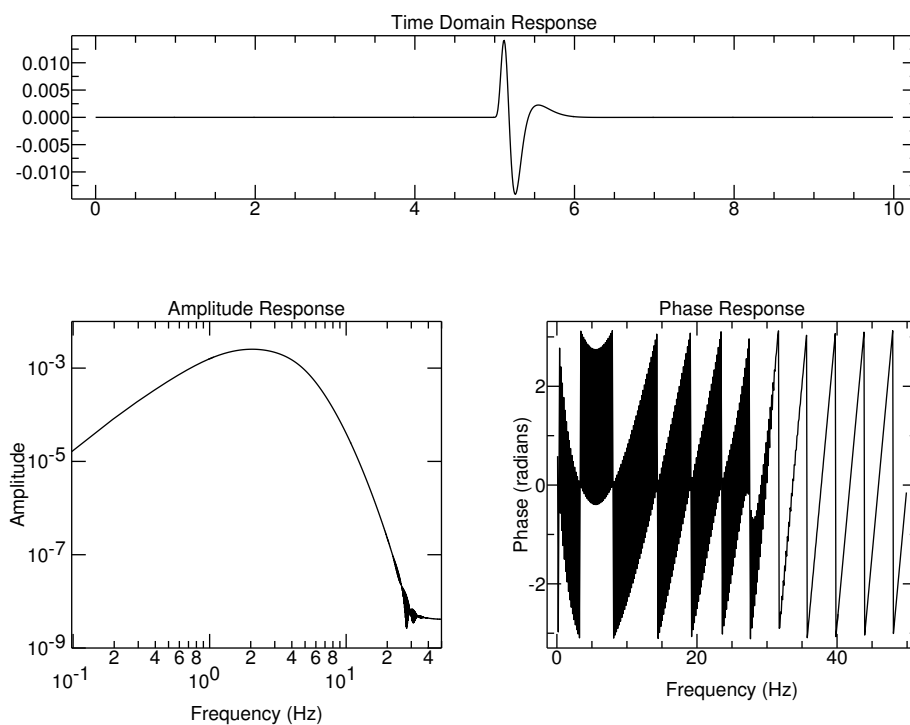 Time Domain Response
0.010
0.005
0.000
-0.005
-0.010
0 2 4 6 8 10
Amplitude Response
10-3
10-5
10-7
10-9
Amplitude
2 4 6 8 2 4 6 8 2 4
10-1 100 101
Frequency (Hz)
Phase Response
2
0
-2
Phase (radians)
0 20 40
Frequency (Hz)